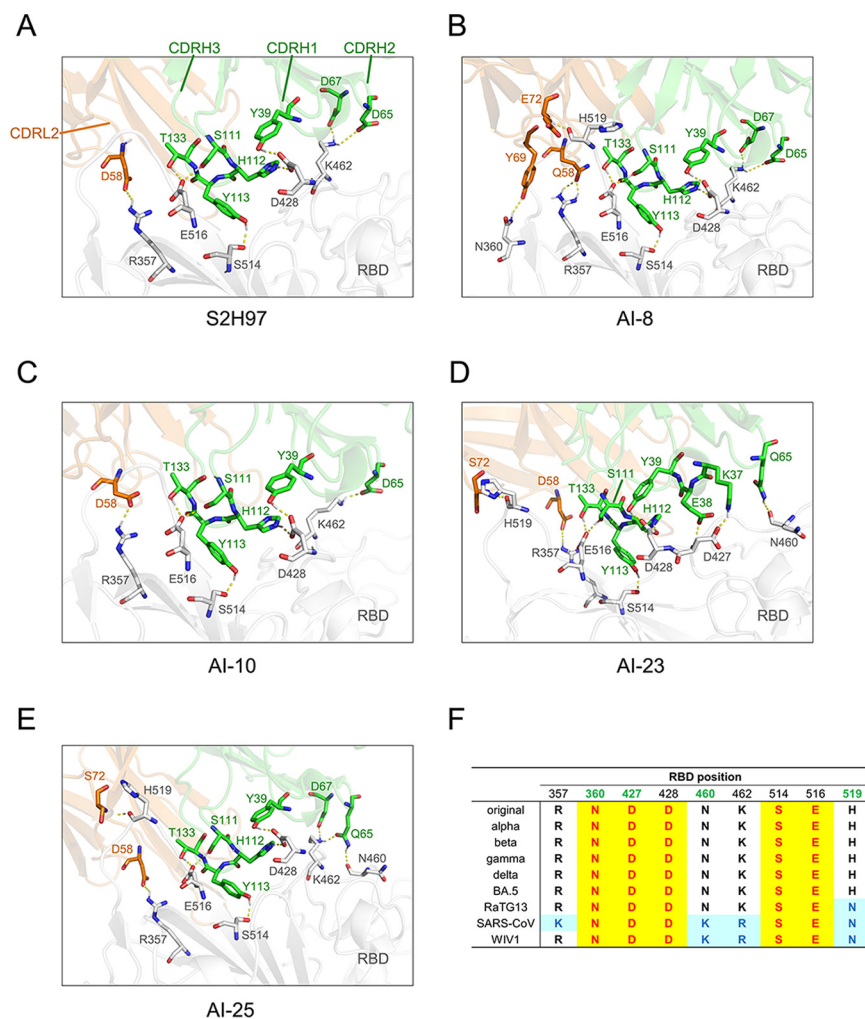 A
CDRH3
CDRH1
CDRH2
CDRL2
D67
Y39
D65
S111
T133
H112
D58
K462
D428
Y113
E516
R357
S514
RBD
S2H97
B
E72
H519
D67
T133
S111
Y39
D65
Y69
Q58
H112
K462
Y113
D428
N360
E516
R357
S514
RBD
AI-8
C
Y39
S111
T133
D65
D58
H112
K462
Y113
E516
D428
R357
S514
RBD
AI-10
D
Q65
Y39
K37
S72
S111
D58
T133
E38
H519
H112
N460
R357
E516
D427
Y113
D428
S514
RBD
AI-23
E
S72
H519
D67
Y39
S111
T133
H112
Q65
D58
D428
N460
K462
E516
Y113
R357
S514
RBD
AI-25
F
RBD position
357 360 427 428 460 462 514 516 519
original R N D D N K S E H
alpha R N D D N K S E H
beta R N D D N K S E H
gamma R N D D N K S E H
delta R N D D N K S E H
BA.5 R N D D N K S E H
RaTG13 R N D D N K S E N
SARS-CoV K N D D K R S E N
WIV1 R N D D K R S E N